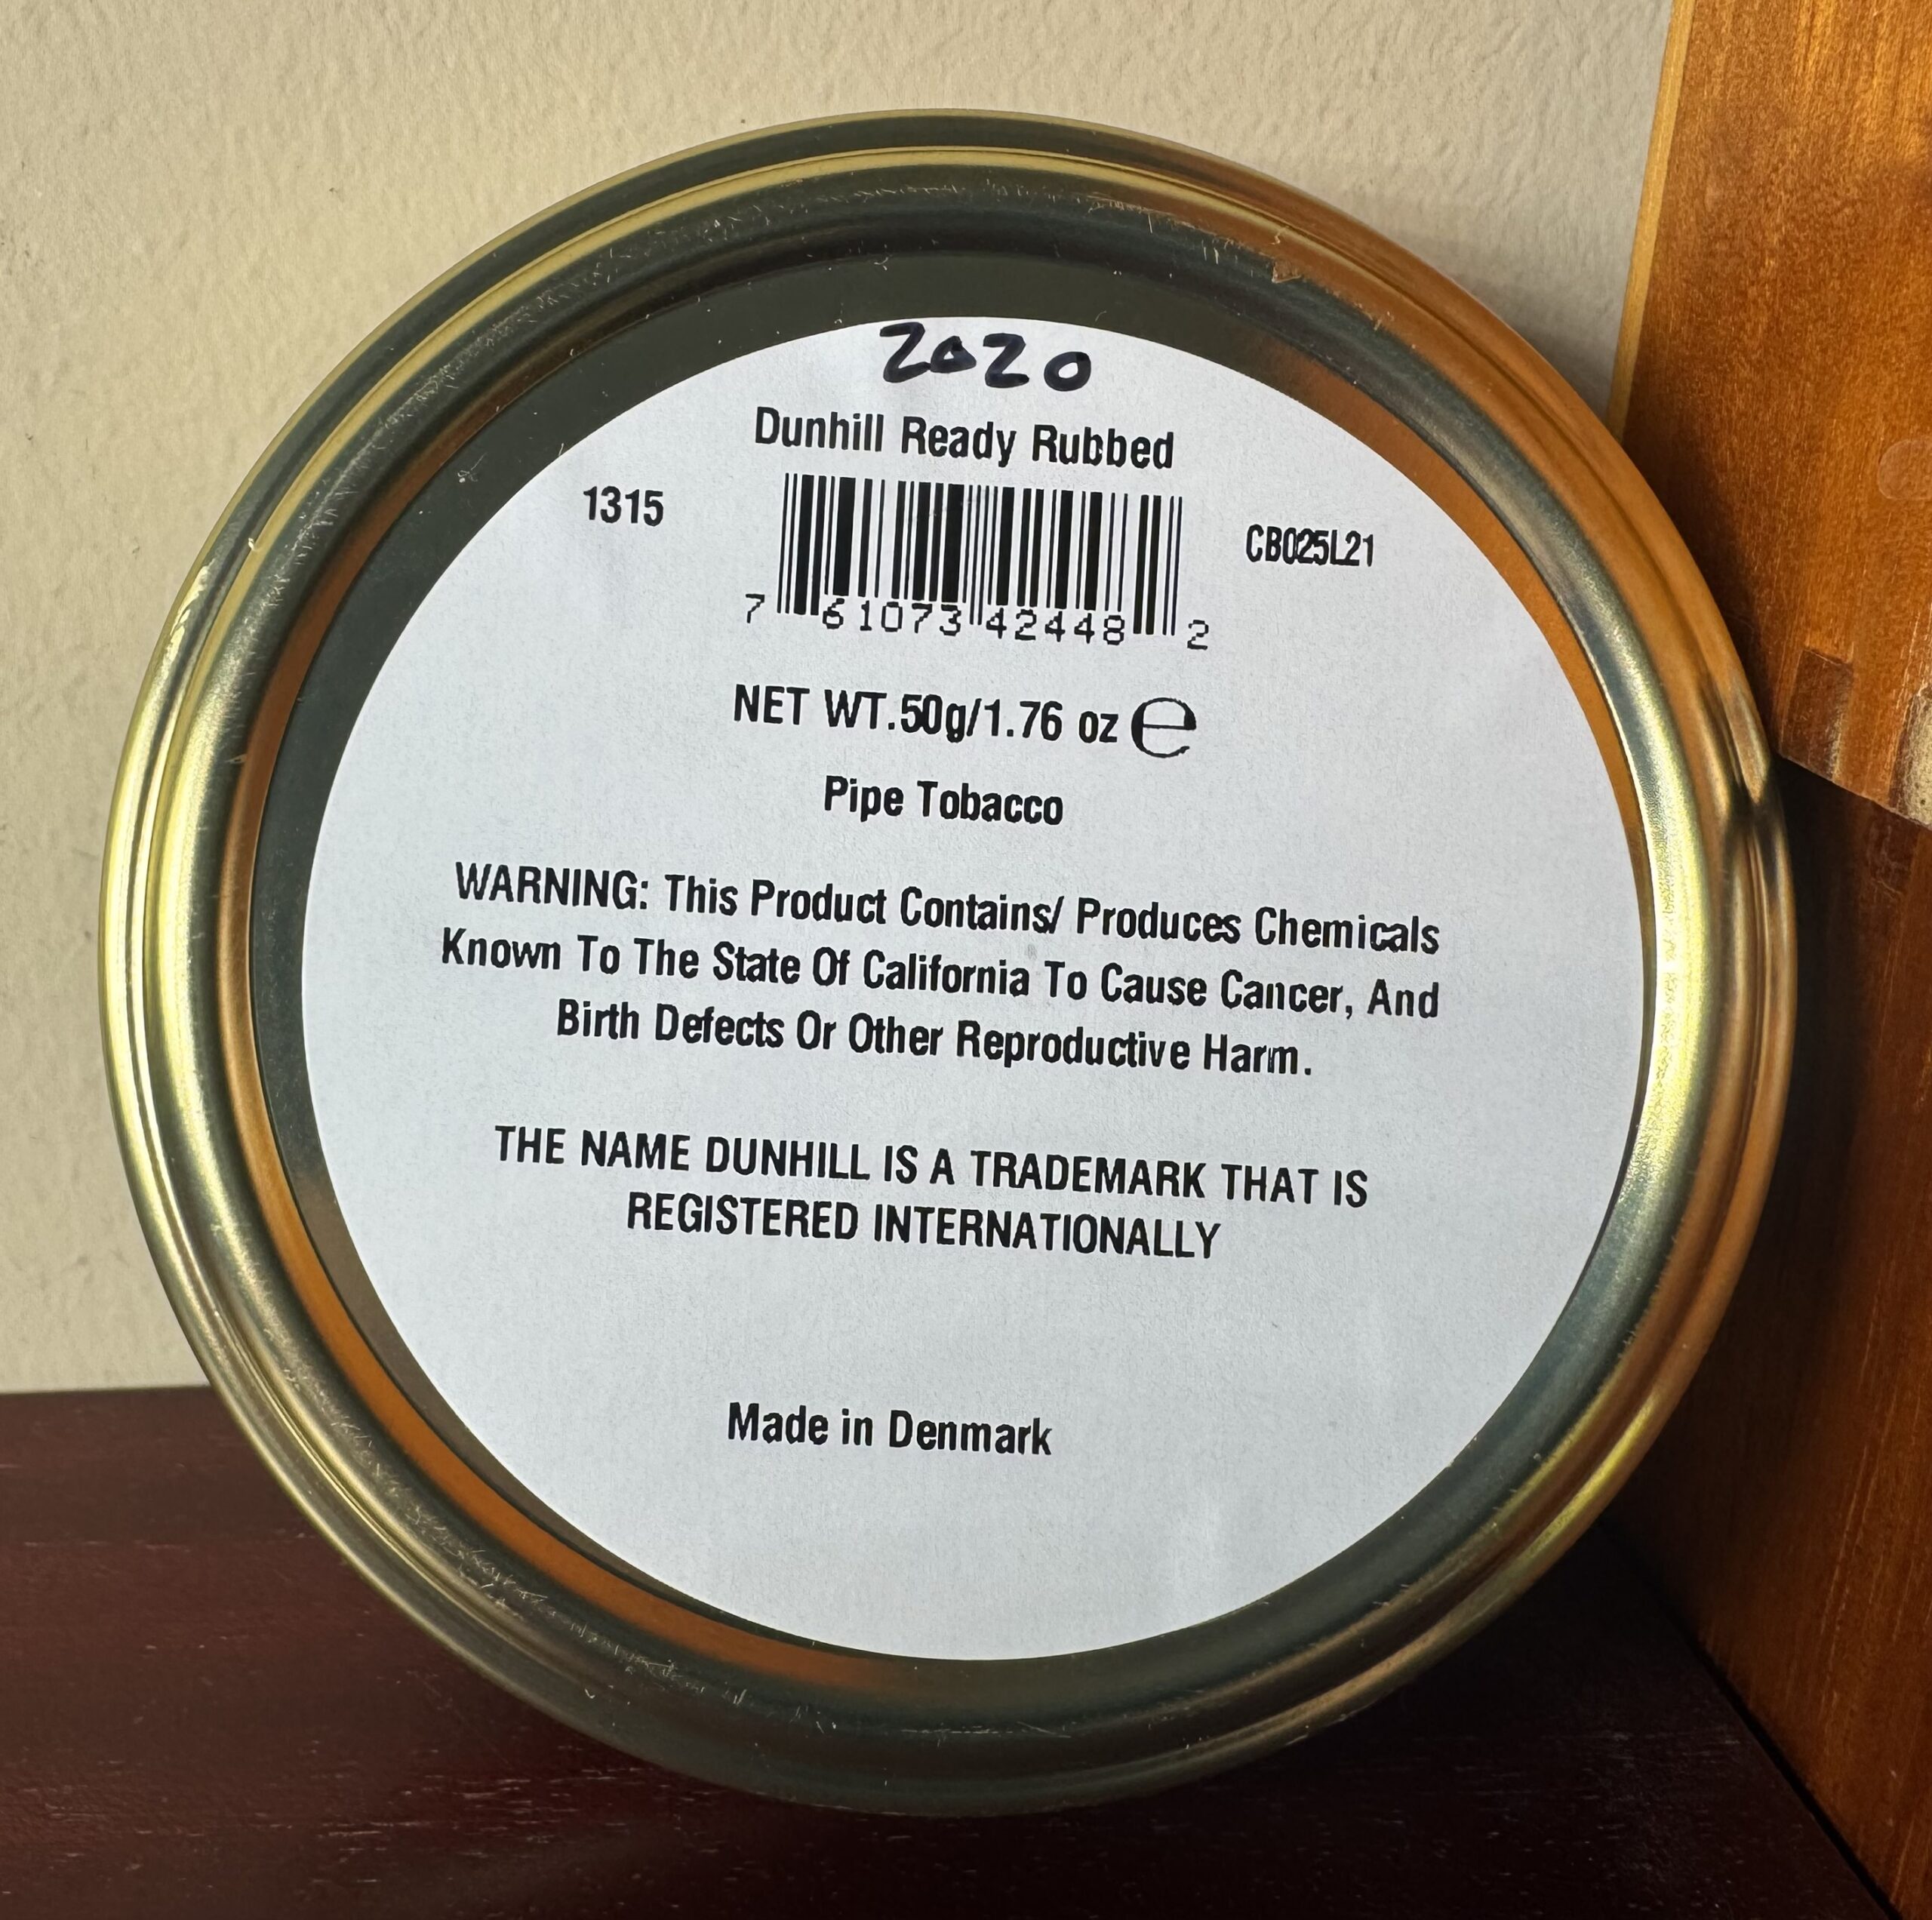 2020
Dunhill Ready Rubbed
1315
CB025L21
7 61073 42448 2
NET WT.50g/1.76 oz ℮
Pipe Tobacco
WARNING: This Product Contains/ Produces Chemicals
Known To The State Of California To Cause Cancer, And
Birth Defects Or Other Reproductive Harm.
THE NAME DUNHILL IS A TRADEMARK THAT IS
REGISTERED INTERNATIONALLY
Made in Denmark